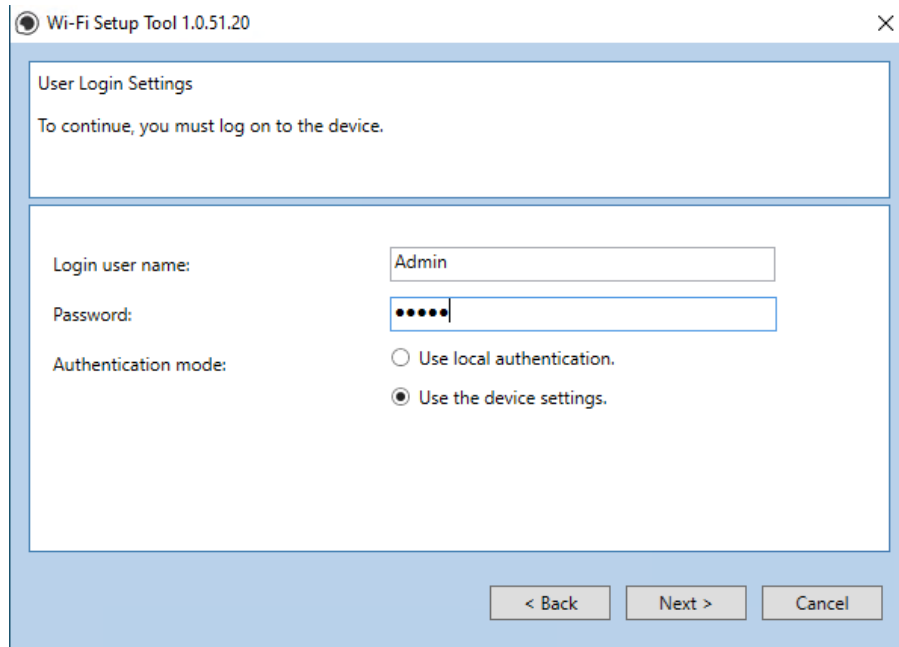 Wi-Fi Setup Tool 1.0.51.20
User Login Settings
To continue, you must log on to the device.
Login user name: Admin
Password: •••••
Authentication mode: Use local authentication.
Use the device settings.
< Back Next > Cancel